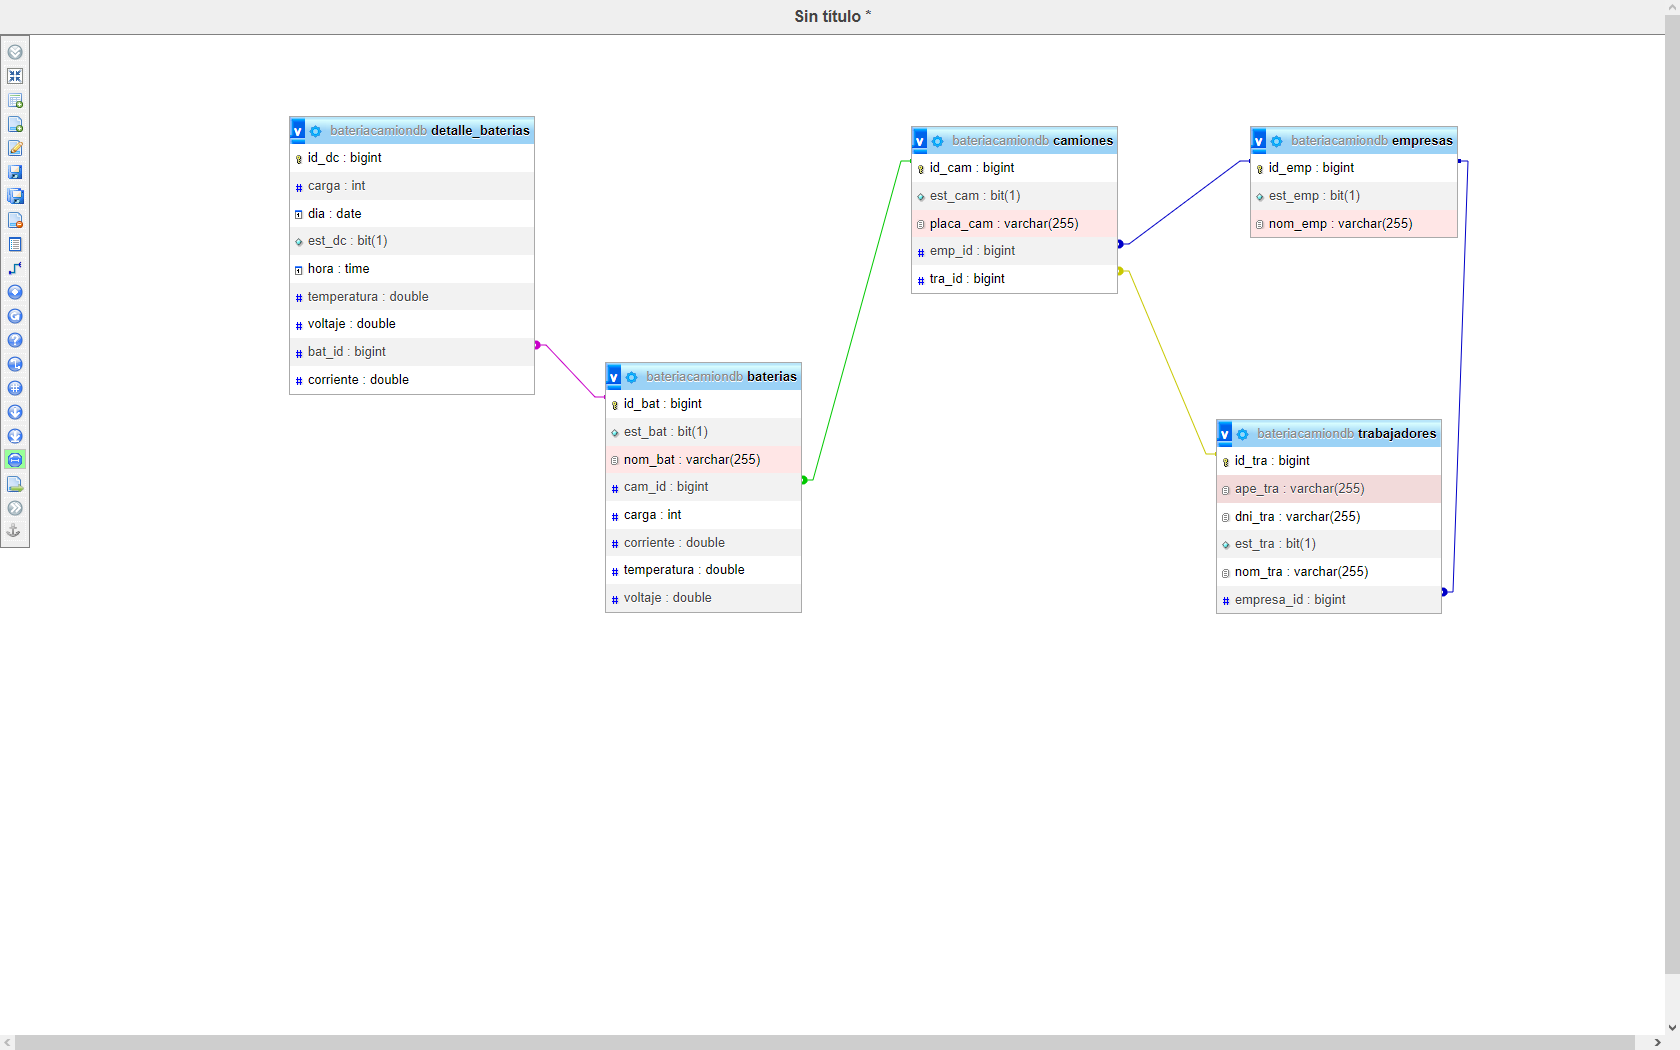 Sin título *
v bateriacamiondb detalle_baterias
id_dc : bigint
# carga : int
dia : date
est_dc : bit(1)
hora : time
# temperatura : double
# voltaje : double
# bat_id : bigint
# corriente : double
v bateriacamiondb baterias
id_bat : bigint
est_bat : bit(1)
nom_bat : varchar(255)
# cam_id : bigint
# carga : int
# corriente : double
# temperatura : double
# voltaje : double
v bateriacamiondb camiones
id_cam : bigint
est_cam : bit(1)
placa_cam : varchar(255)
# emp_id : bigint
# tra_id : bigint
v bateriacamiondb empresas
id_emp : bigint
est_emp : bit(1)
nom_emp : varchar(255)
v bateriacamiondb trabajadores
id_tra : bigint
ape_tra : varchar(255)
dni_tra : varchar(255)
est_tra : bit(1)
nom_tra : varchar(255)
# empresa_id : bigint